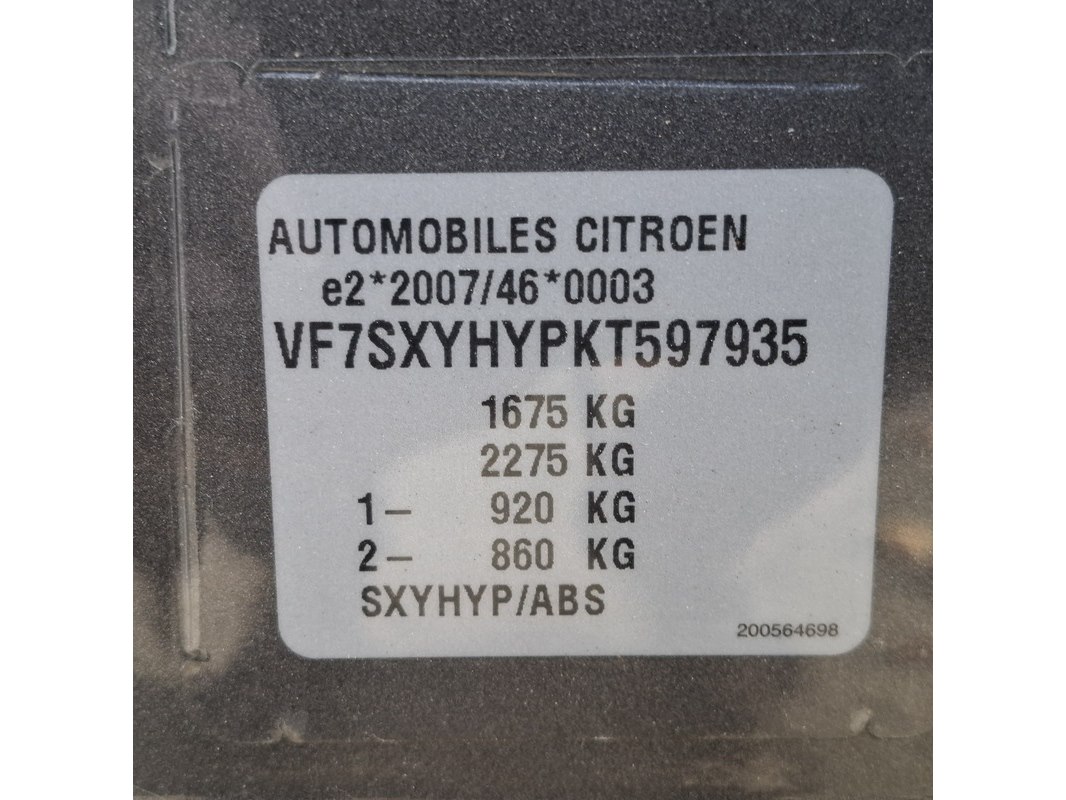 AUTOMOBILES CITROEN
e2*2007/46*0003
VF7SXYHYPKT597935
1675 KG
2275 KG
1- 920 KG
2- 860 KG
SXYHYP/ABS
200564698